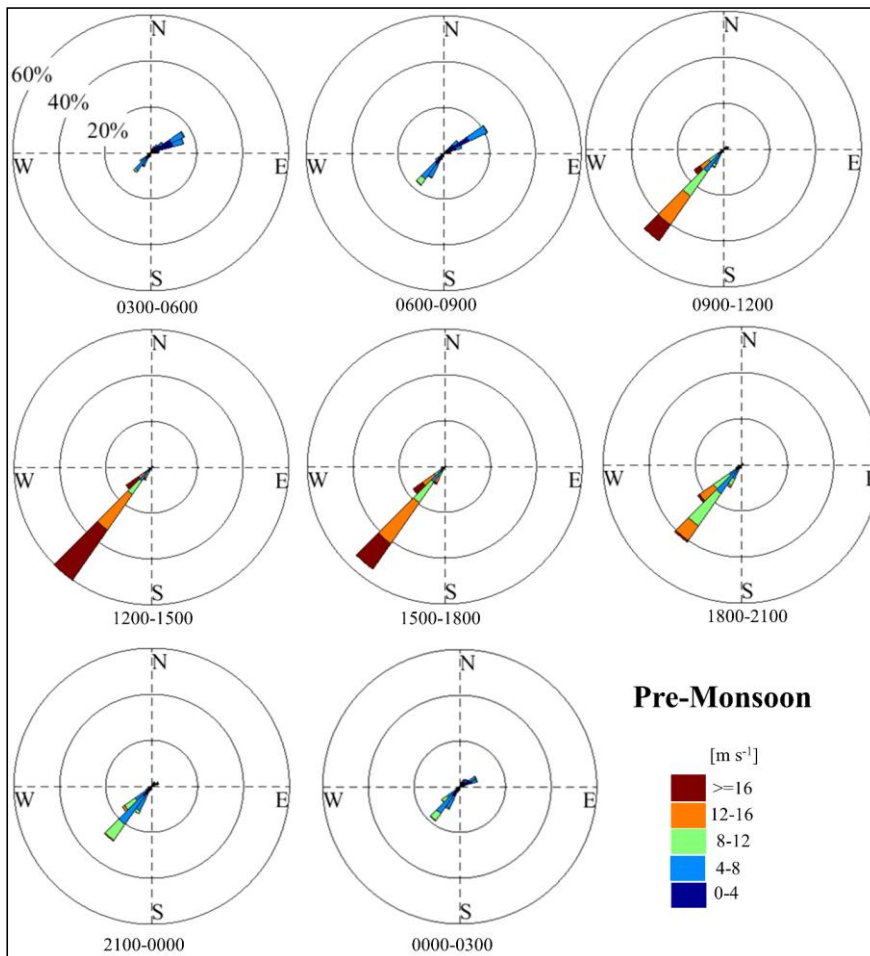 N
60%
40%
20%
W
E
S
0300-0600
N
W
E
S
0600-0900
N
W
E
S
0900-1200
N
W
E
S
1200-1500
N
W
E
S
1500-1800
N
W
E
S
1800-2100
N
W
E
S
2100-0000
N
W
E
S
0000-0300
Pre-Monsoon
[m s⁻¹]
>=16
12-16
8-12
4-8
0-4